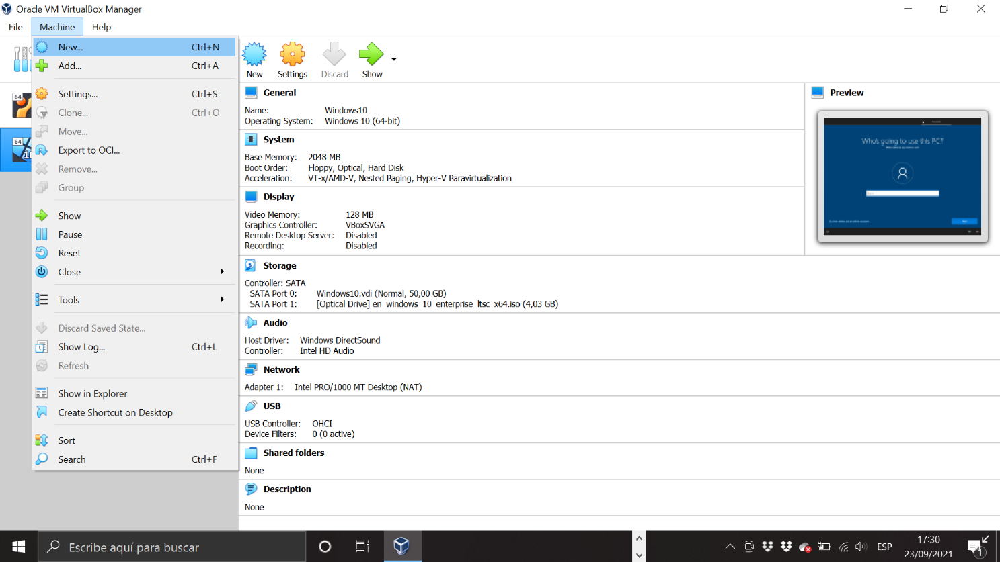 Oracle VM VirtualBox Manager
File Machine Help
New... Ctrl+N
Add... Ctrl+A
Settings... Ctrl+S
Clone... Ctrl+O
Move...
Export to OCI...
Remove...
Group
Show
Pause
Reset
Close
Tools
Discard Saved State...
Show Log... Ctrl+L
Refresh
Show in Explorer
Create Shortcut on Desktop
Sort
Search Ctrl+F
64
64
10
New Settings Discard Show
General
Name: Windows10
Operating System: Windows 10 (64-bit)
System
Base Memory: 2048 MB
Boot Order: Floppy, Optical, Hard Disk
Acceleration: VT-x/AMD-V, Nested Paging, Hyper-V Paravirtualization
Display
Video Memory: 128 MB
Graphics Controller: VBoxSVGA
Remote Desktop Server: Disabled
Recording: Disabled
Storage
Controller: SATA
SATA Port 0: Windows10.vdi (Normal, 50,00 GB)
SATA Port 1: [Optical Drive] en_windows_10_enterprise_ltsc_x64.iso (4,03 GB)
Audio
Host Driver: Windows DirectSound
Controller: Intel HD Audio
Network
Adapter 1: Intel PRO/1000 MT Desktop (NAT)
USB
USB Controller: OHCI
Device Filters: 0 (0 active)
Shared folders
None
Description
None
Preview
Who's going to use this PC?
Escribe aquí para buscar
ESP
17:30
23/09/2021
1